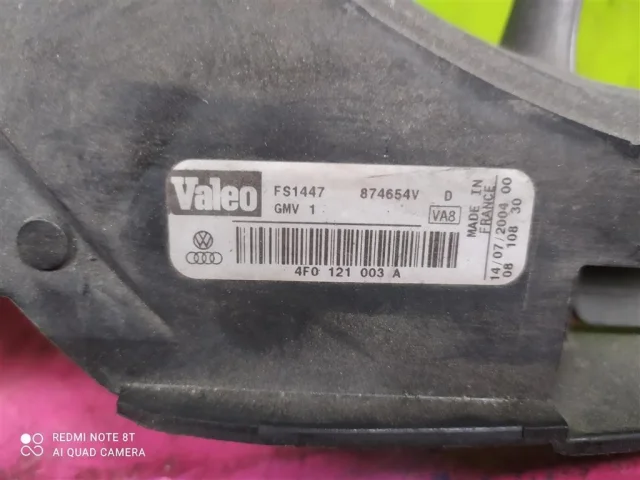 Valeo
FS1447 874654V D
GMV 1 VA8
4F0 121 003 A
MADE IN
FRANCE
14/07/2004 00
08 108 30
REDMI NOTE 8T
AI QUAD CAMERA